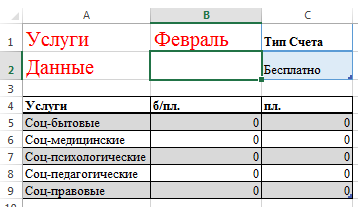 A B C
1 Услуги Февраль Тип Счета
2 Данные Бесплатно
3
4 Услуги б/пл. пл.
5 Соц-бытовые 0 0
6 Соц-медицинские 0 0
7 Соц-психологические 0 0
8 Соц-педагогические 0 0
9 Соц-правовые 0 0